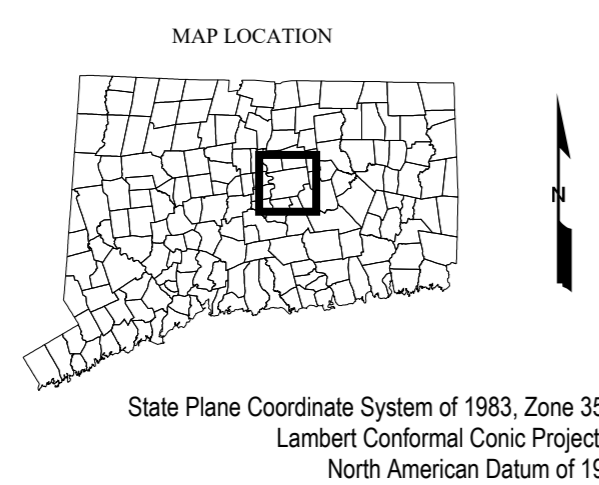 MAP LOCATION
N
State Plane Coordinate System of 1983, Zone 35
Lambert Conformal Conic Project
North American Datum of 19